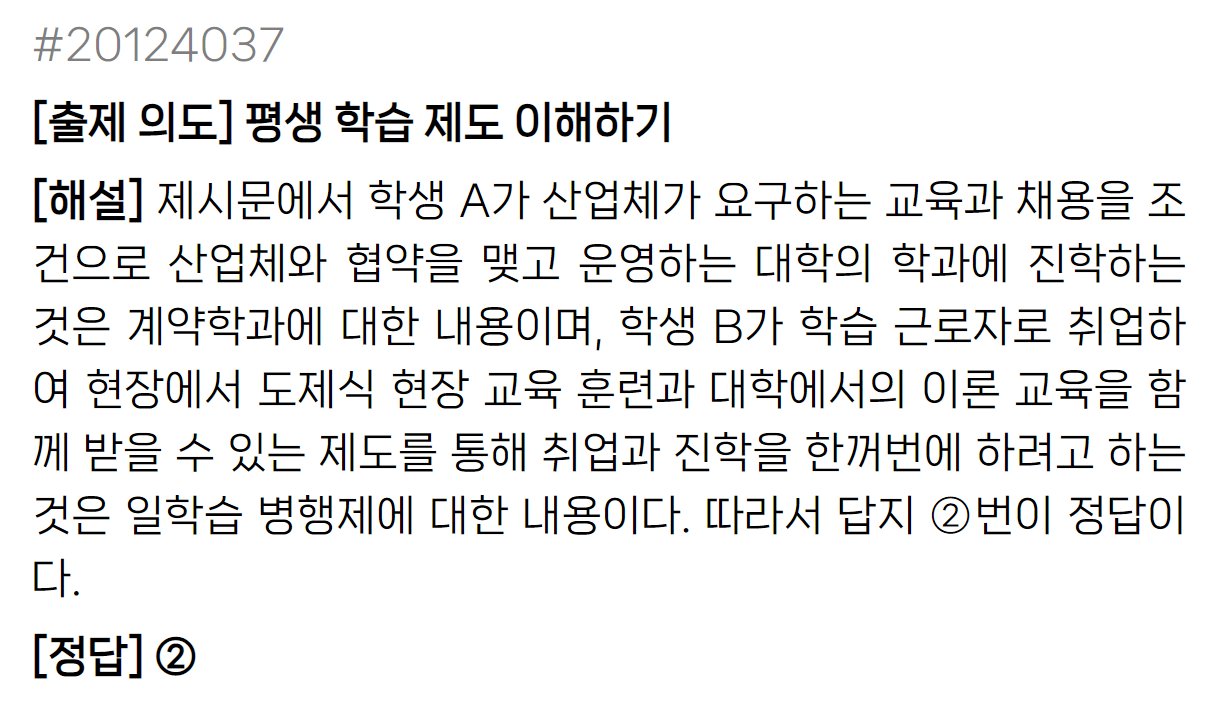 #20124037
[출제 의도] 평생 학습 제도 이해하기
[해설] 제시문에서 학생 A가 산업체가 요구하는 교육과 채용을 조
건으로 산업체와 협약을 맺고 운영하는 대학의 학과에 진학하는
것은 계약학과에 대한 내용이며, 학생 B가 학습 근로자로 취업하
여 현장에서 도제식 현장 교육 훈련과 대학에서의 이론 교육을 함
께 받을 수 있는 제도를 통해 취업과 진학을 한꺼번에 하려고 하는
것은 일학습 병행제에 대한 내용이다. 따라서 답지 ②번이 정답이
다.
[정답] ②